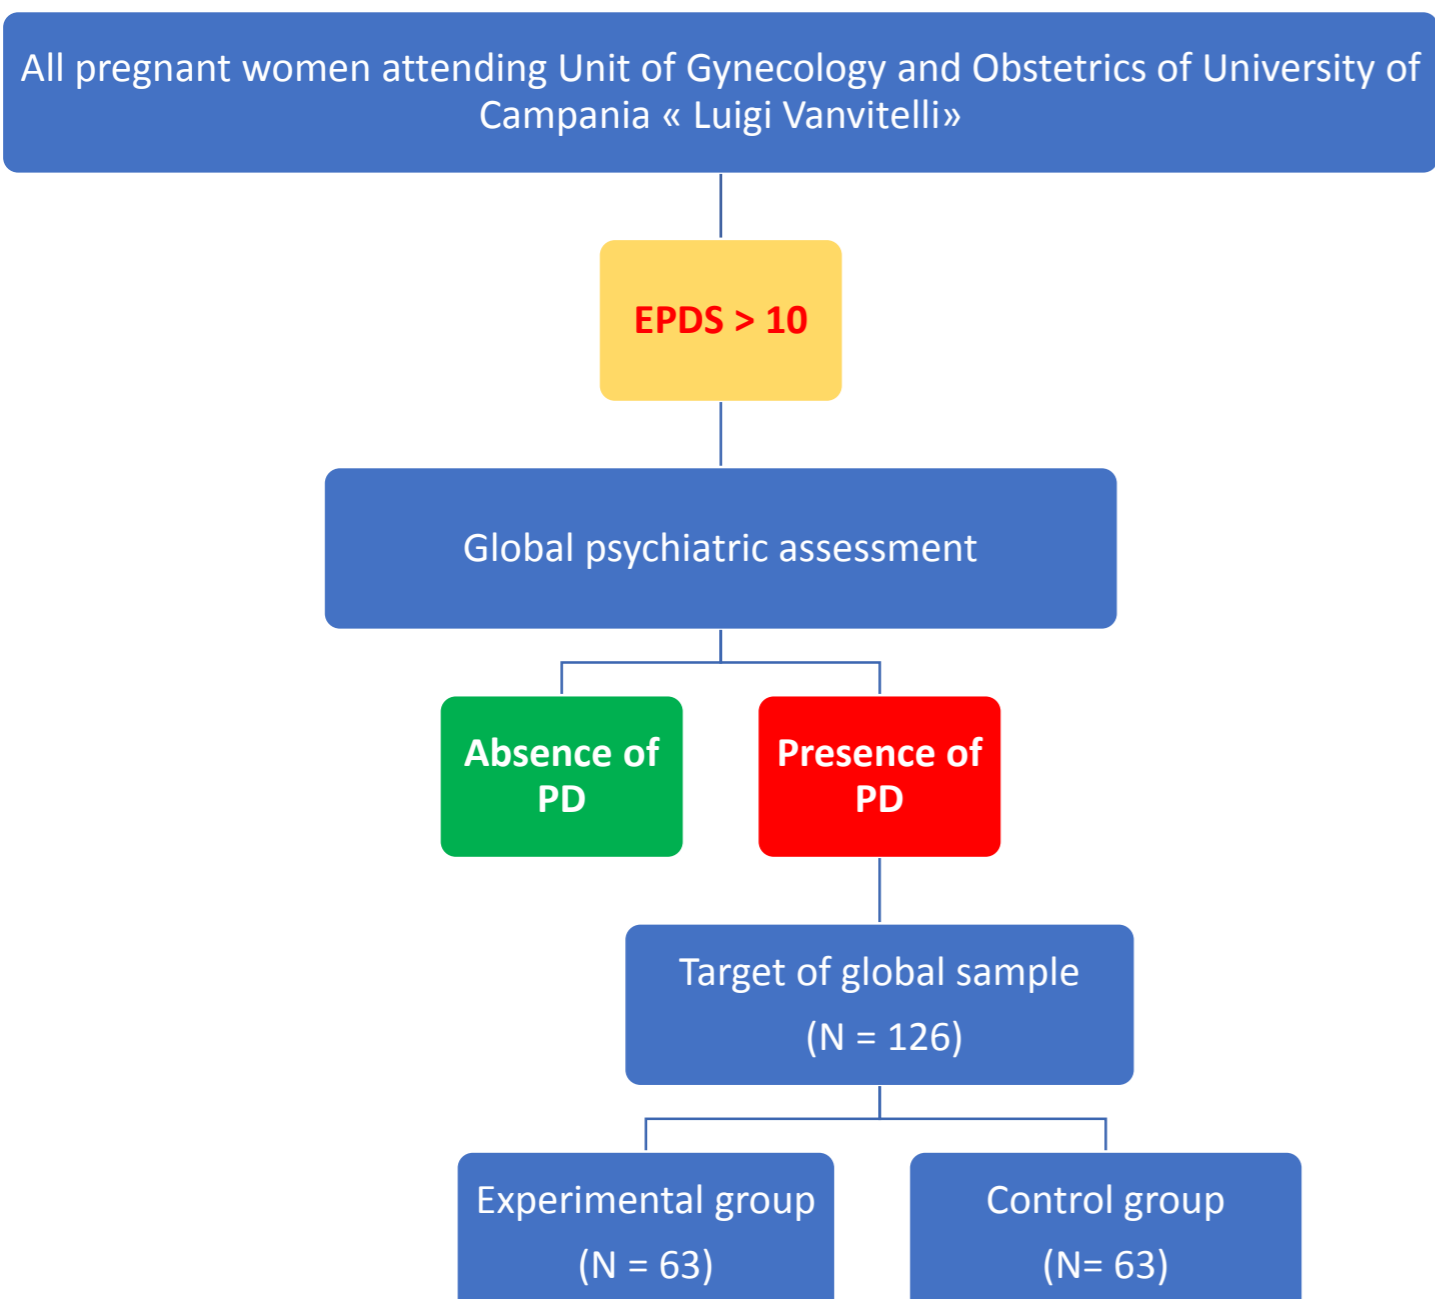 All pregnant women attending Unit of Gynecology and Obstetrics of University of
Campania « Luigi Vanvitelli»
EPDS > 10
Global psychiatric assessment
Absence of
PD
Presence of
PD
Target of global sample
(N = 126)
Experimental group
(N = 63)
Control group
(N= 63)